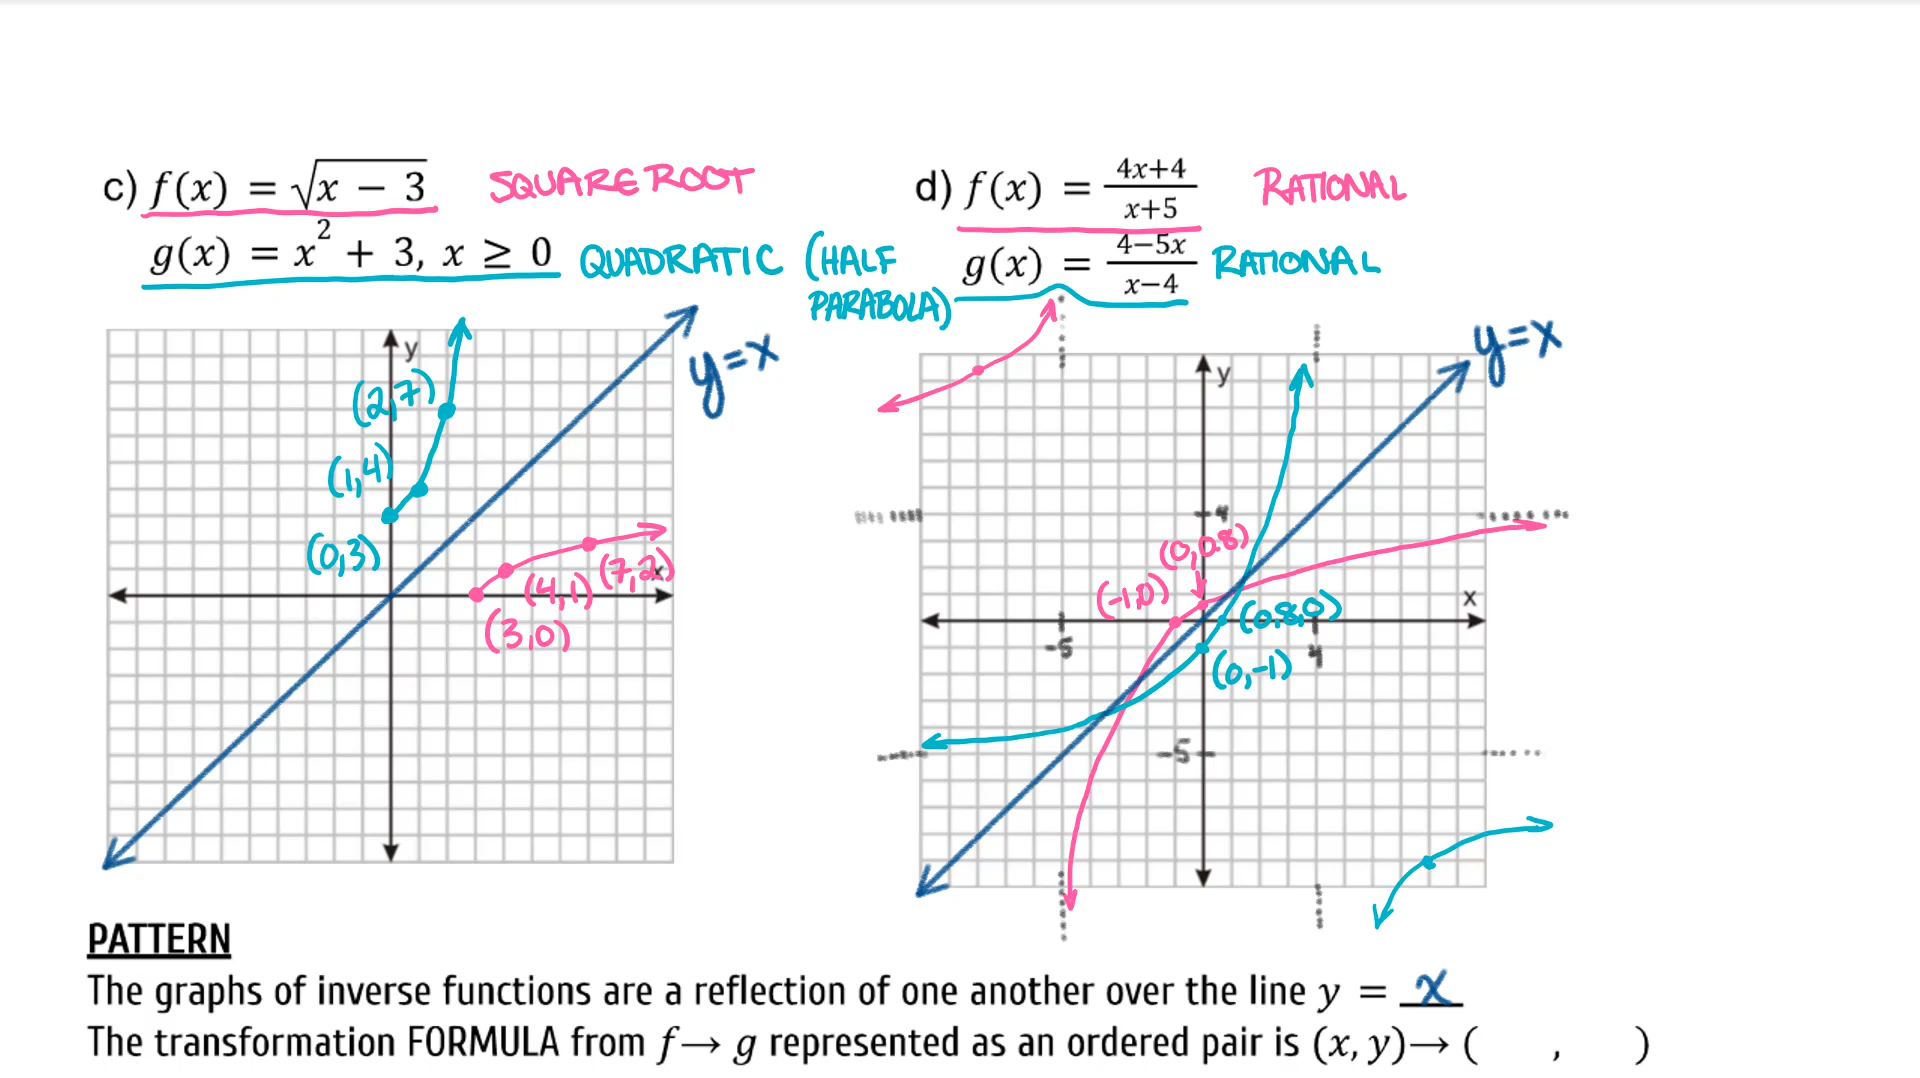 c) f(x) = √x − 3 SQUARE ROOT
g(x) = x² + 3, x ≥ 0 QUADRATIC (HALF PARABOLA)
y
y=x
(2,7)
(1,4)
(0,3)
x
(4,1) (7,2)
(3,0)
d) f(x) = 4x+4/x+5 RATIONAL
g(x) = 4−5x/x−4 RATIONAL
y=x
y
4
(0,0.8)
(-1,0)
x
(0.8,0)
-5
4
(0,-1)
-5
PATTERN
The graphs of inverse functions are a reflection of one another over the line y = x
The transformation FORMULA from f→ g represented as an ordered pair is (x, y)→ ( , )